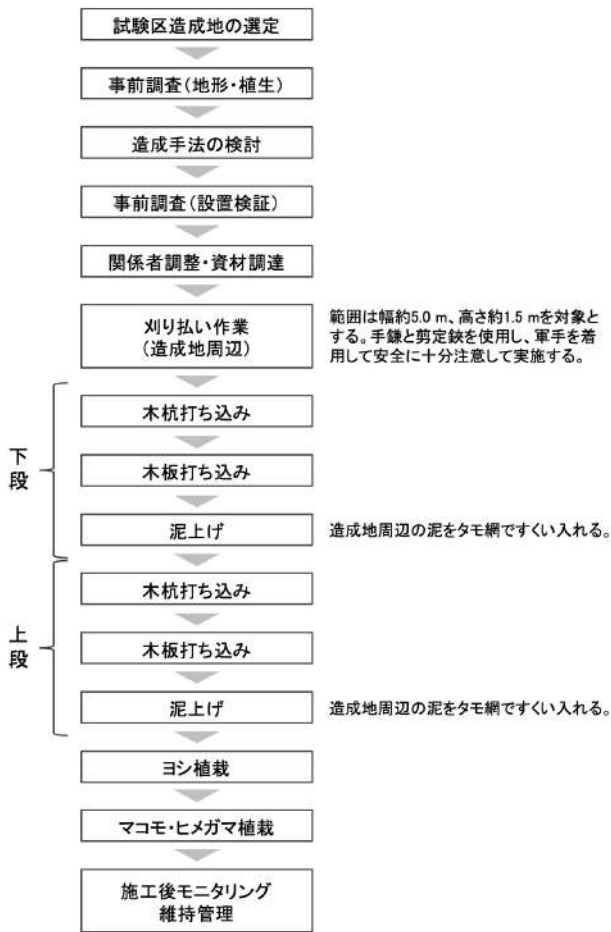 試験区造成地の選定
事前調査(地形・植生)
造成手法の検討
事前調査(設置検証)
関係者調整・資材調達
刈り払い作業
(造成地周辺)
範囲は幅約5.0 m、高さ約1.5 mを対象と
する。手鎌と剪定鋏を使用し、軍手を着
用して安全に十分注意して実施する。
下段
木杭打ち込み
木板打ち込み
泥上げ
造成地周辺の泥をタモ網ですくい入れる。
上段
木杭打ち込み
木板打ち込み
泥上げ
造成地周辺の泥をタモ網ですくい入れる。
ヨシ植栽
マコモ・ヒメガマ植栽
施工後モニタリング
維持管理